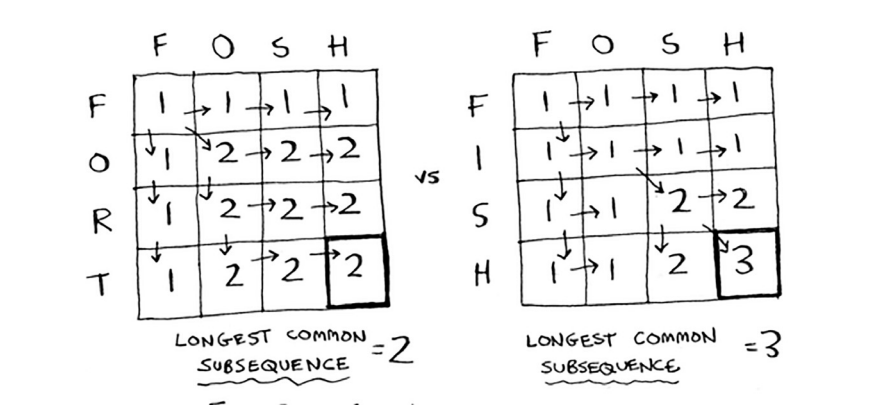 F O S H
F 1 1 1 1
O 1 2 2 2
R 1 2 2 2
T 1 2 2 2
LONGEST COMMON
SUBSEQUENCE = 2
vs
F O S H
F 1 1 1 1
I 1 1 1 1
S 1 1 2 2
H 1 1 2 3
LONGEST COMMON
SUBSEQUENCE = 3